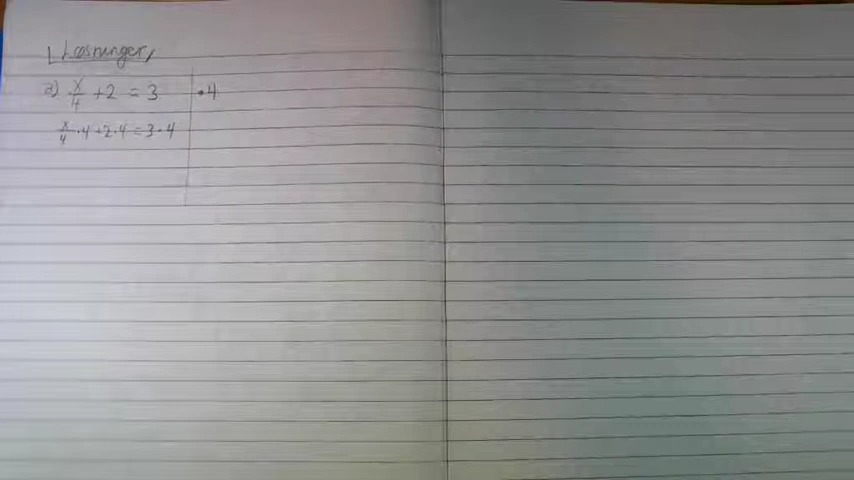 Løsninger,
a) x/4 + 2 = 3 | • 4
x/4 • 4 + 2 • 4 = 3 • 4